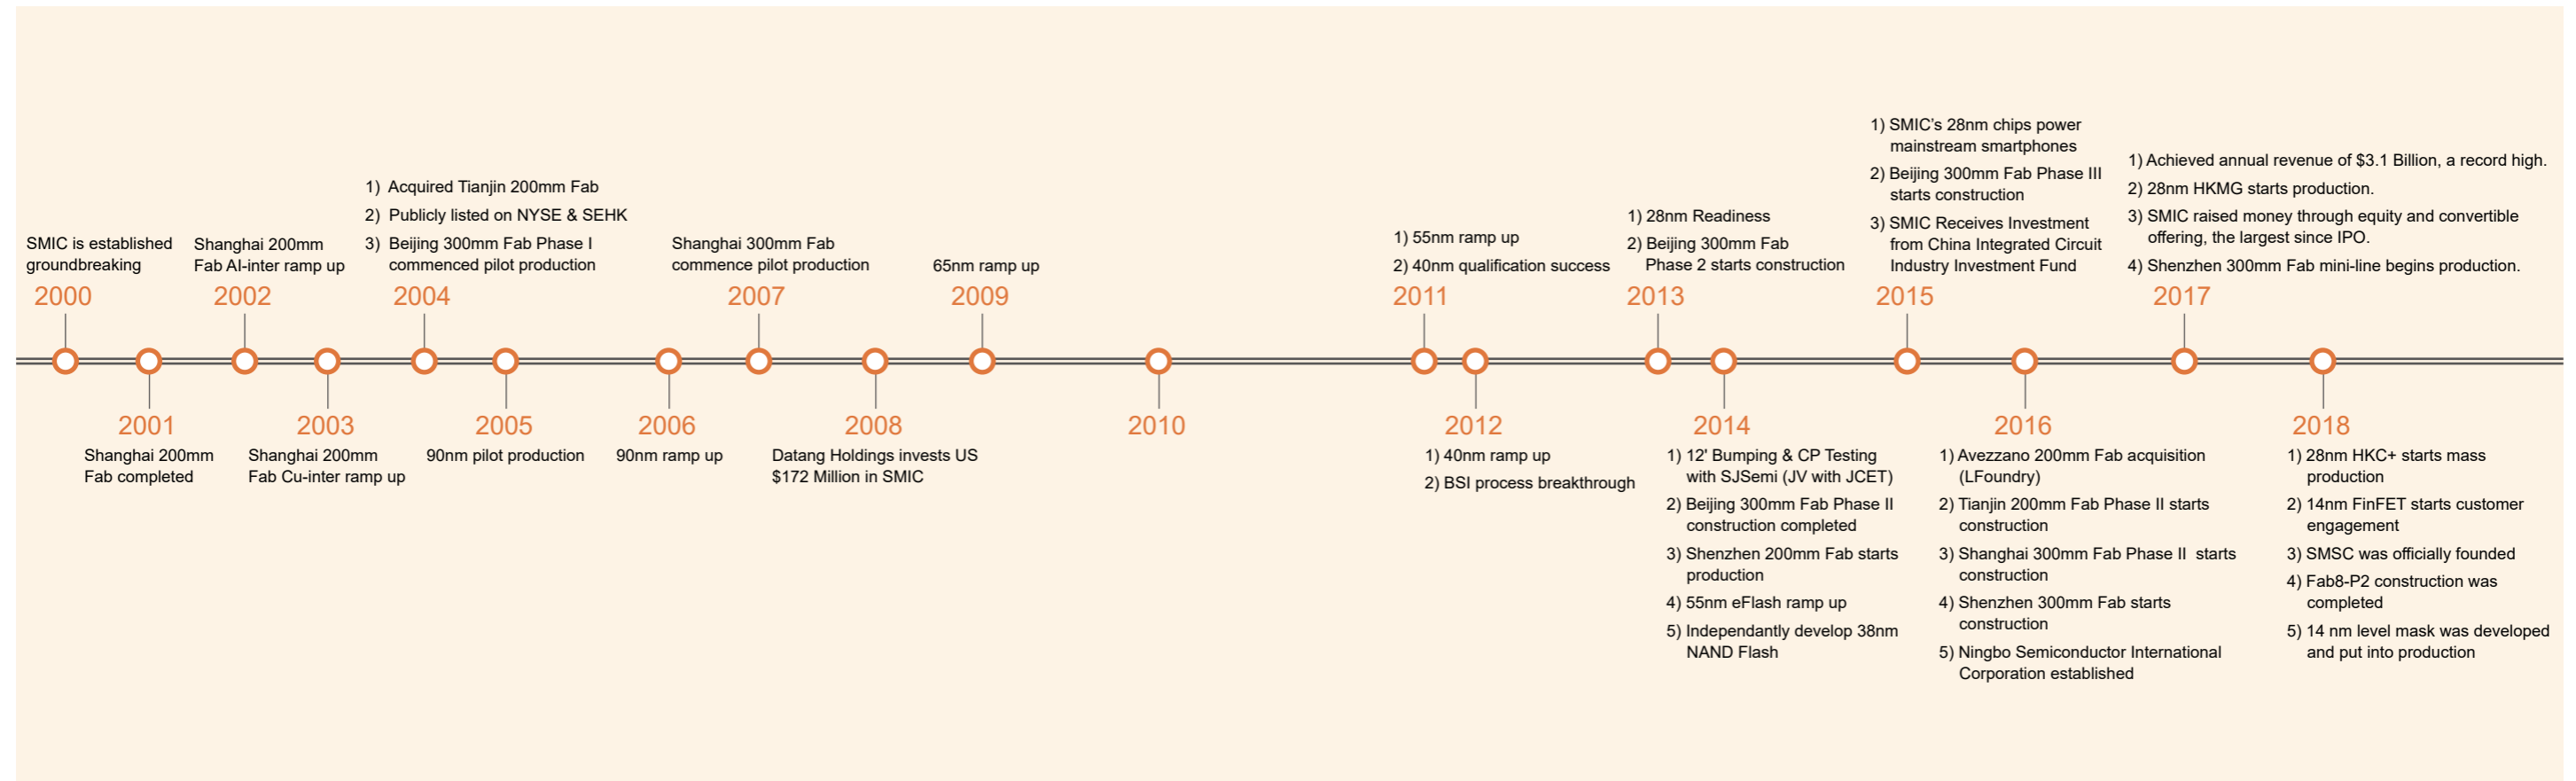 SMIC is established
groundbreaking
2000
2001
Shanghai 200mm
Fab completed
Shanghai 200mm
Fab AI-inter ramp up
2002
2003
Shanghai 200mm
Fab Cu-inter ramp up
1) Acquired Tianjin 200mm Fab
2) Publicly listed on NYSE & SEHK
3) Beijing 300mm Fab Phase I
commenced pilot production
2004
2005
90nm pilot production
2006
90nm ramp up
Shanghai 300mm Fab
commence pilot production
2007
2008
Datang Holdings invests US
$172 Million in SMIC
65nm ramp up
2009
2010
1) 55nm ramp up
2) 40nm qualification success
2011
2012
1) 40nm ramp up
2) BSI process breakthrough
1) 28nm Readiness
2) Beijing 300mm Fab
Phase 2 starts construction
2013
2014
1) 12' Bumping & CP Testing
with SJSemi (JV with JCET)
2) Beijing 300mm Fab Phase II
construction completed
3) Shenzhen 200mm Fab starts
production
4) 55nm eFlash ramp up
5) Independantly develop 38nm
NAND Flash
1) SMIC's 28nm chips power
mainstream smartphones
2) Beijing 300mm Fab Phase III
starts construction
3) SMIC Receives Investment
from China Integrated Circuit
Industry Investment Fund
2015
2016
1) Avezzano 200mm Fab acquisition
(LFoundry)
2) Tianjin 200mm Fab Phase II starts
construction
3) Shanghai 300mm Fab Phase II starts
construction
4) Shenzhen 300mm Fab starts
construction
5) Ningbo Semiconductor International
Corporation established
1) Achieved annual revenue of $3.1 Billion, a record high.
2) 28nm HKMG starts production.
3) SMIC raised money through equity and convertible
offering, the largest since IPO.
4) Shenzhen 300mm Fab mini-line begins production.
2017
2018
1) 28nm HKC+ starts mass
production
2) 14nm FinFET starts customer
engagement
3) SMSC was officially founded
4) Fab8-P2 construction was
completed
5) 14 nm level mask was developed
and put into production